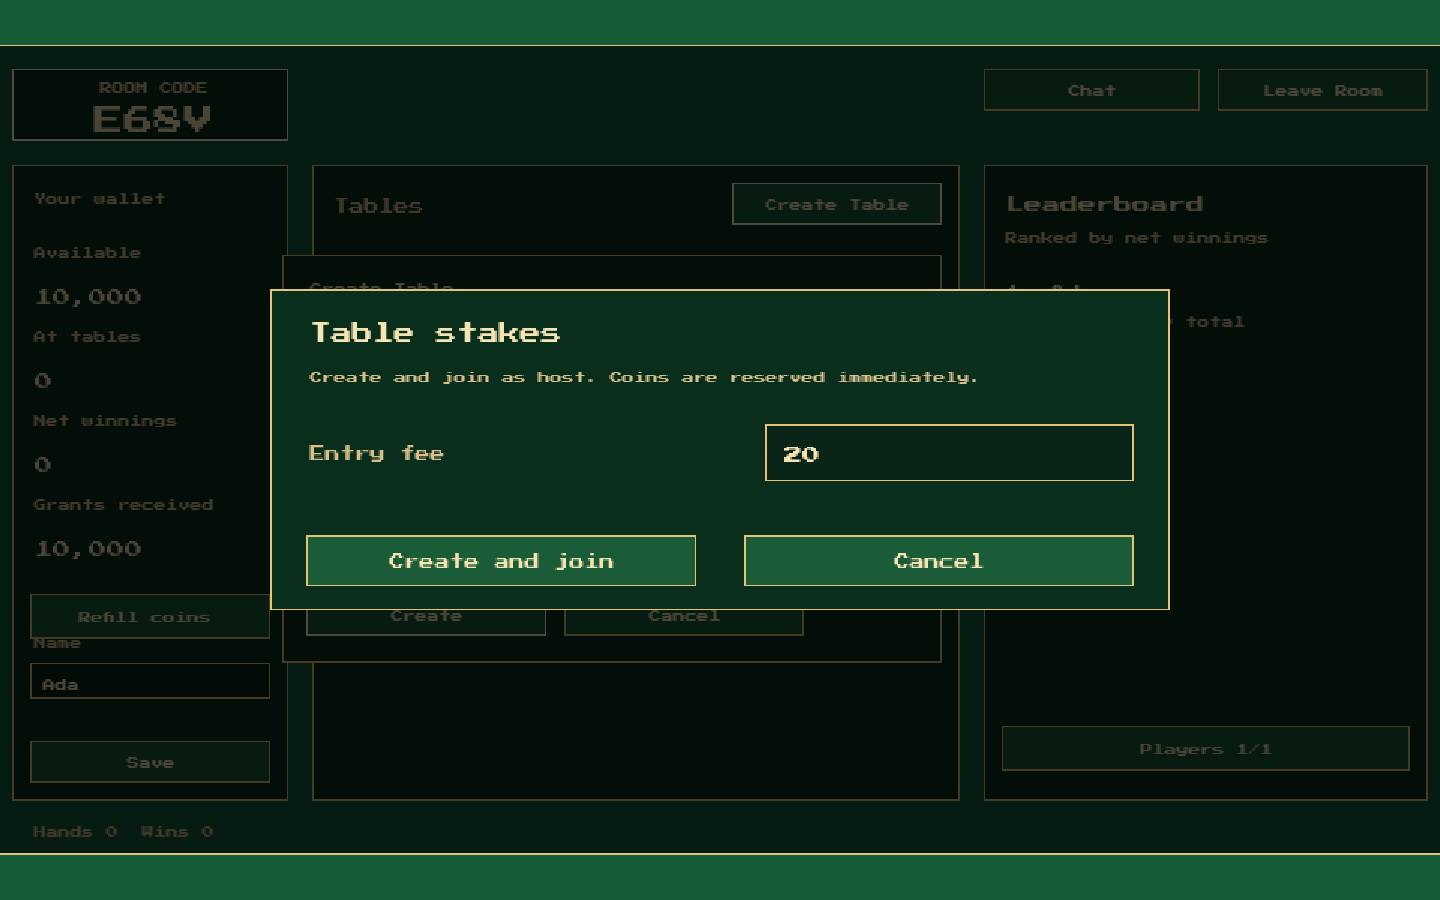 ROOM CODE
E68V
Chat
Leave Room
Your wallet
Available
10,000
At tables
0
Net winnings
0
Grants received
10,000
Refill coins
Name
Ada
Save
Hands 0 Wins 0
Tables
Create Table
Create Table
Table stakes
Create and join as host. Coins are reserved immediately.
Entry fee
20
Create and join
Cancel
Create
Cancel
Leaderboard
Ranked by net winnings
total
Players 1/1